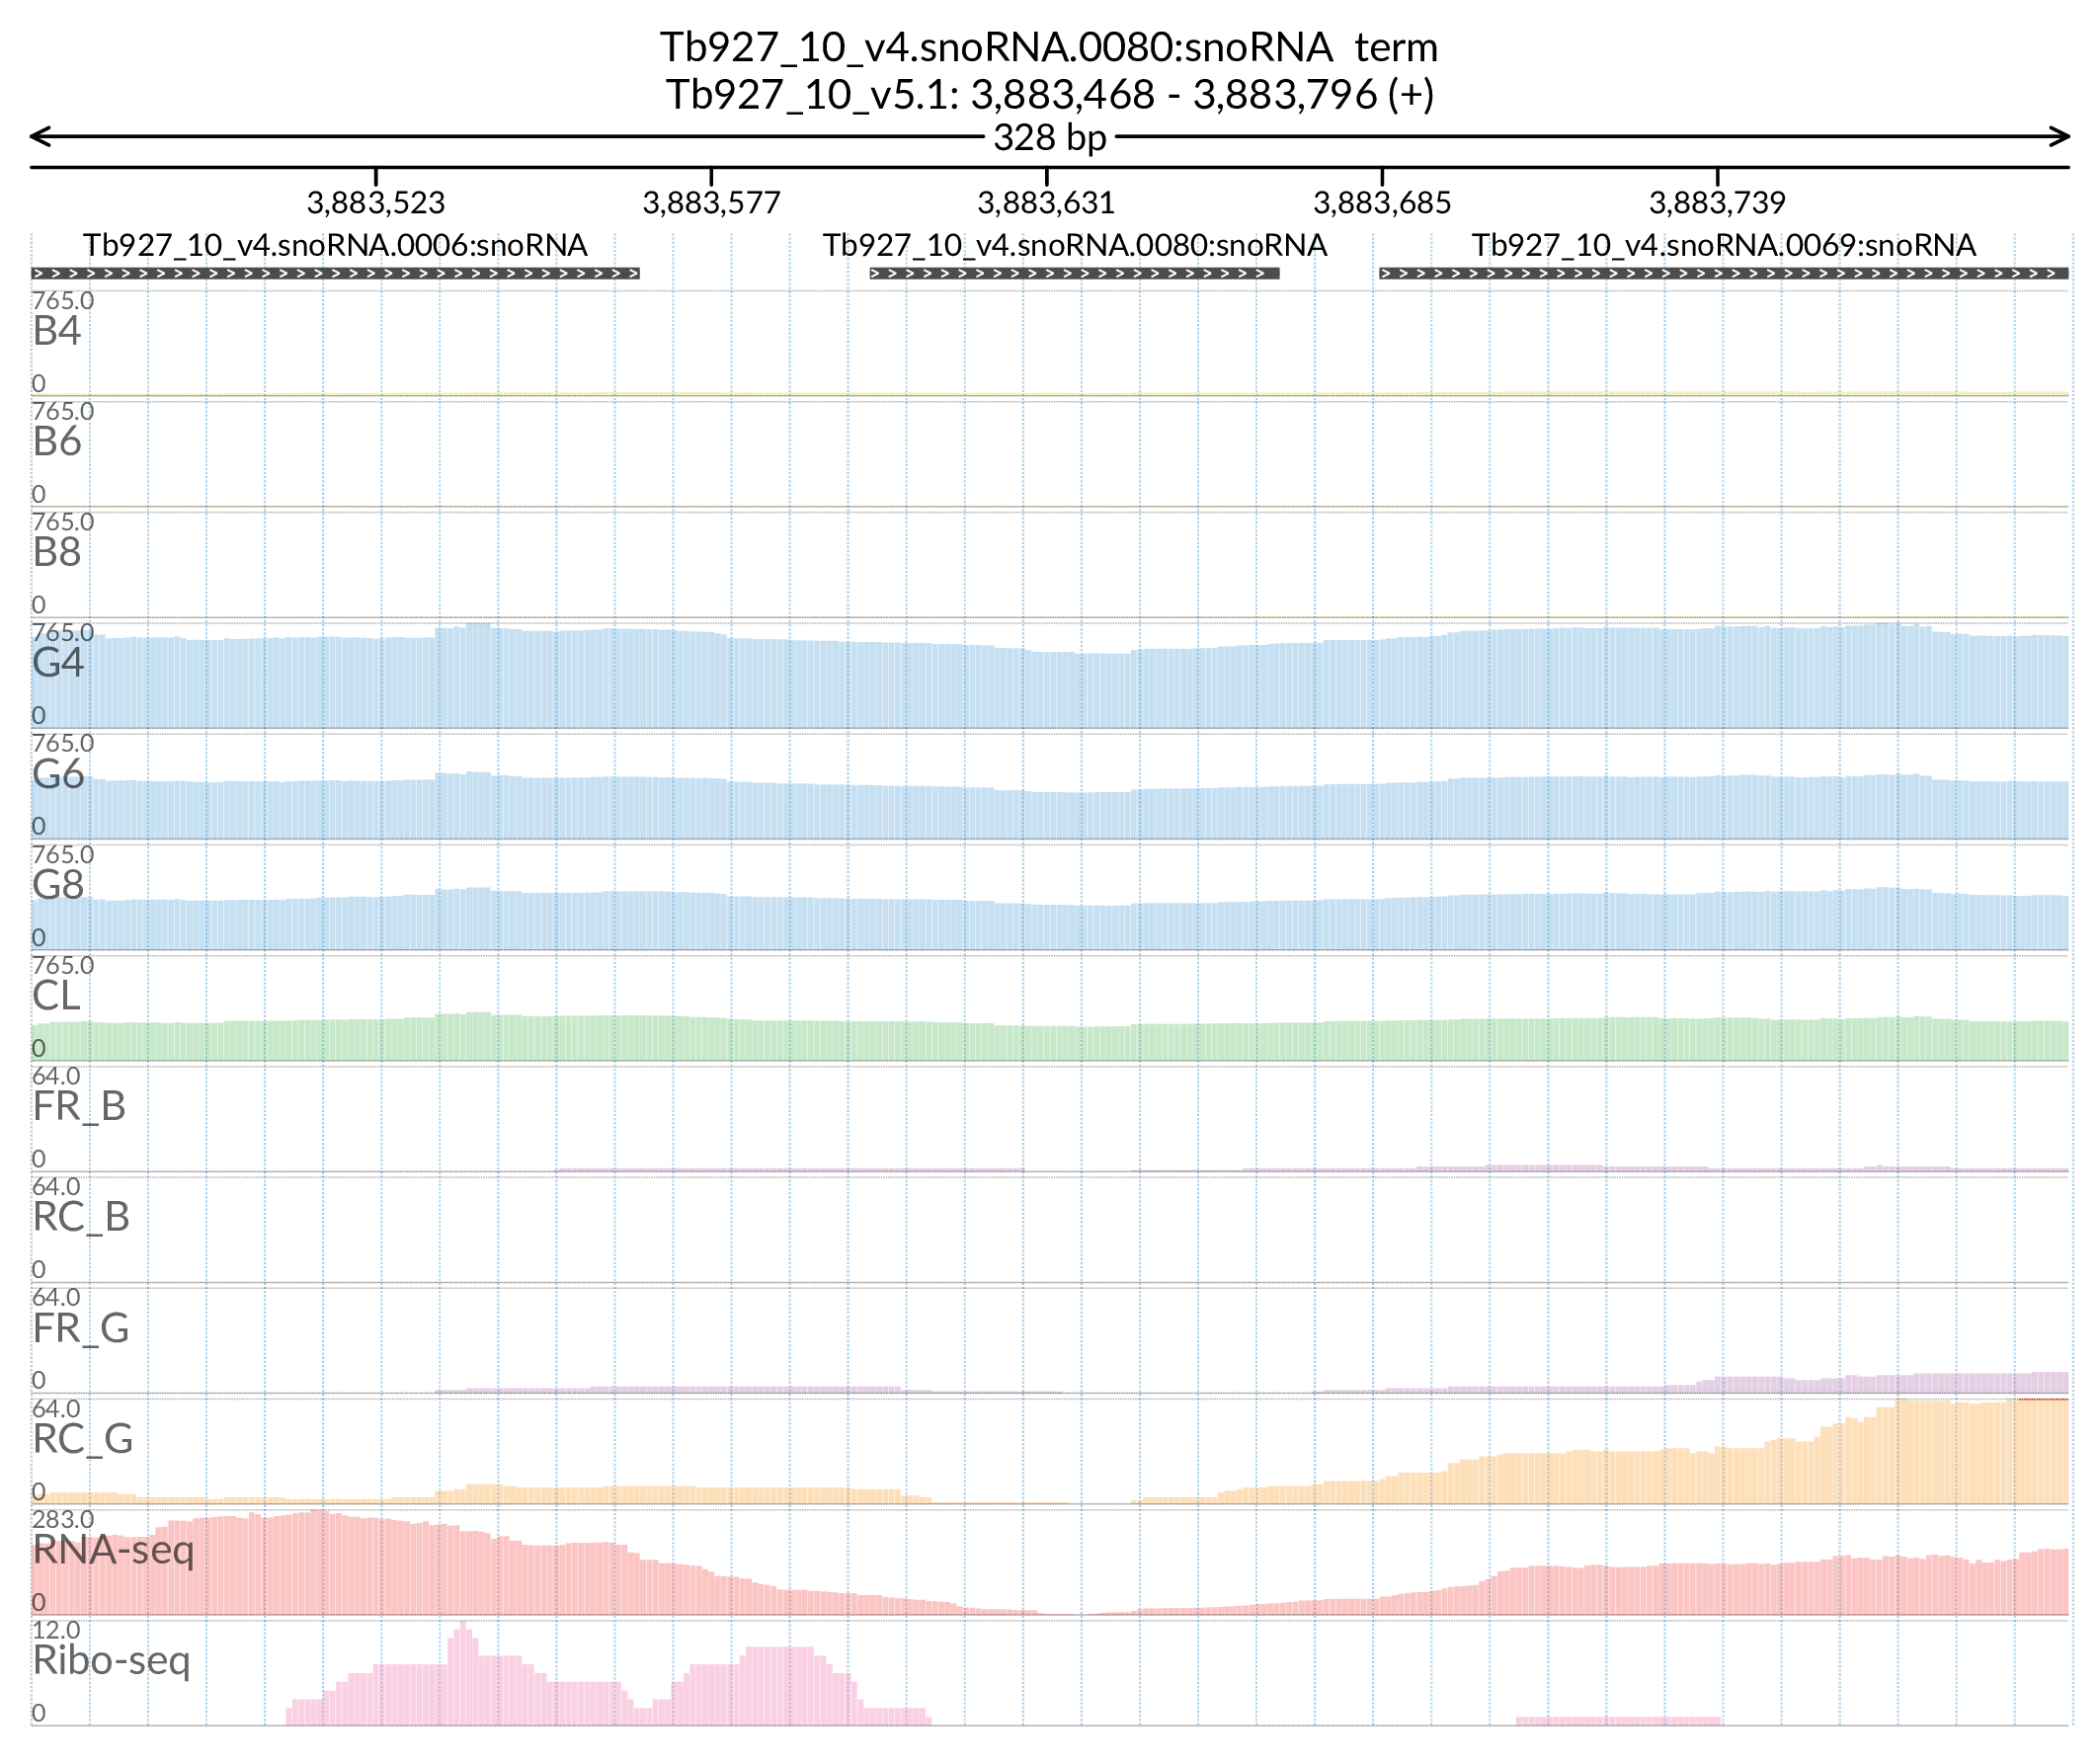 Tb927_10_v4.snoRNA.0080:snoRNA term
Tb927_10_v5.1: 3,883,468 - 3,883,796 (+)
328 bp
3,883,523 3,883,577 3,883,631 3,883,685 3,883,739
Tb927_10_v4.snoRNA.0006:snoRNA Tb927_10_v4.snoRNA.0080:snoRNA Tb927_10_v4.snoRNA.0069:snoRNA
765.0
B4
0
765.0
B6
0
765.0
B8
0
765.0
G4
0
765.0
G6
0
765.0
G8
0
765.0
CL
0
64.0
FR_B
0
64.0
RC_B
0
64.0
FR_G
0
64.0
RC_G
0
283.0
RNA-seq
0
12.0
Ribo-seq
0